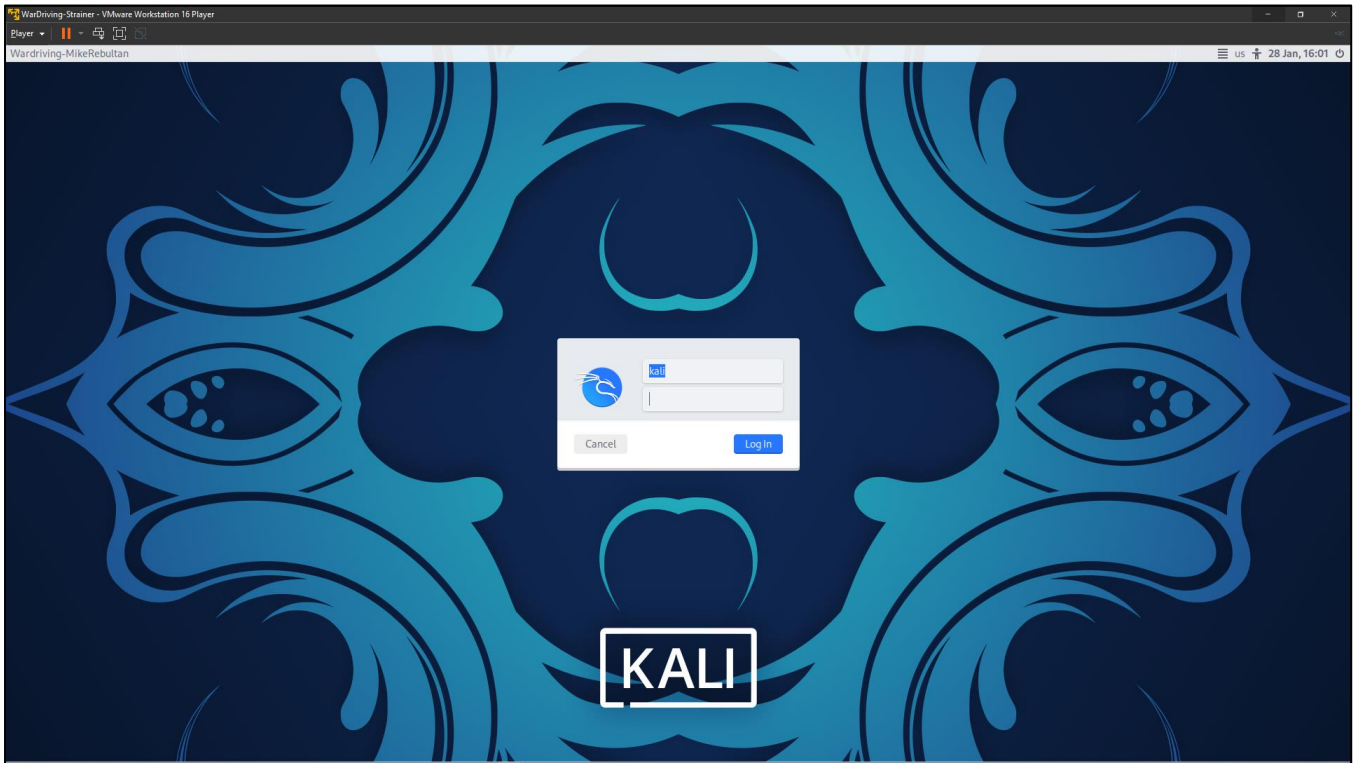 WarDriving-Strainer - VMware Workstation 16 Player
Player
Wardriving-MikeRebultan
us 28 Jan, 16:01
kali
Cancel
Log In
KALI